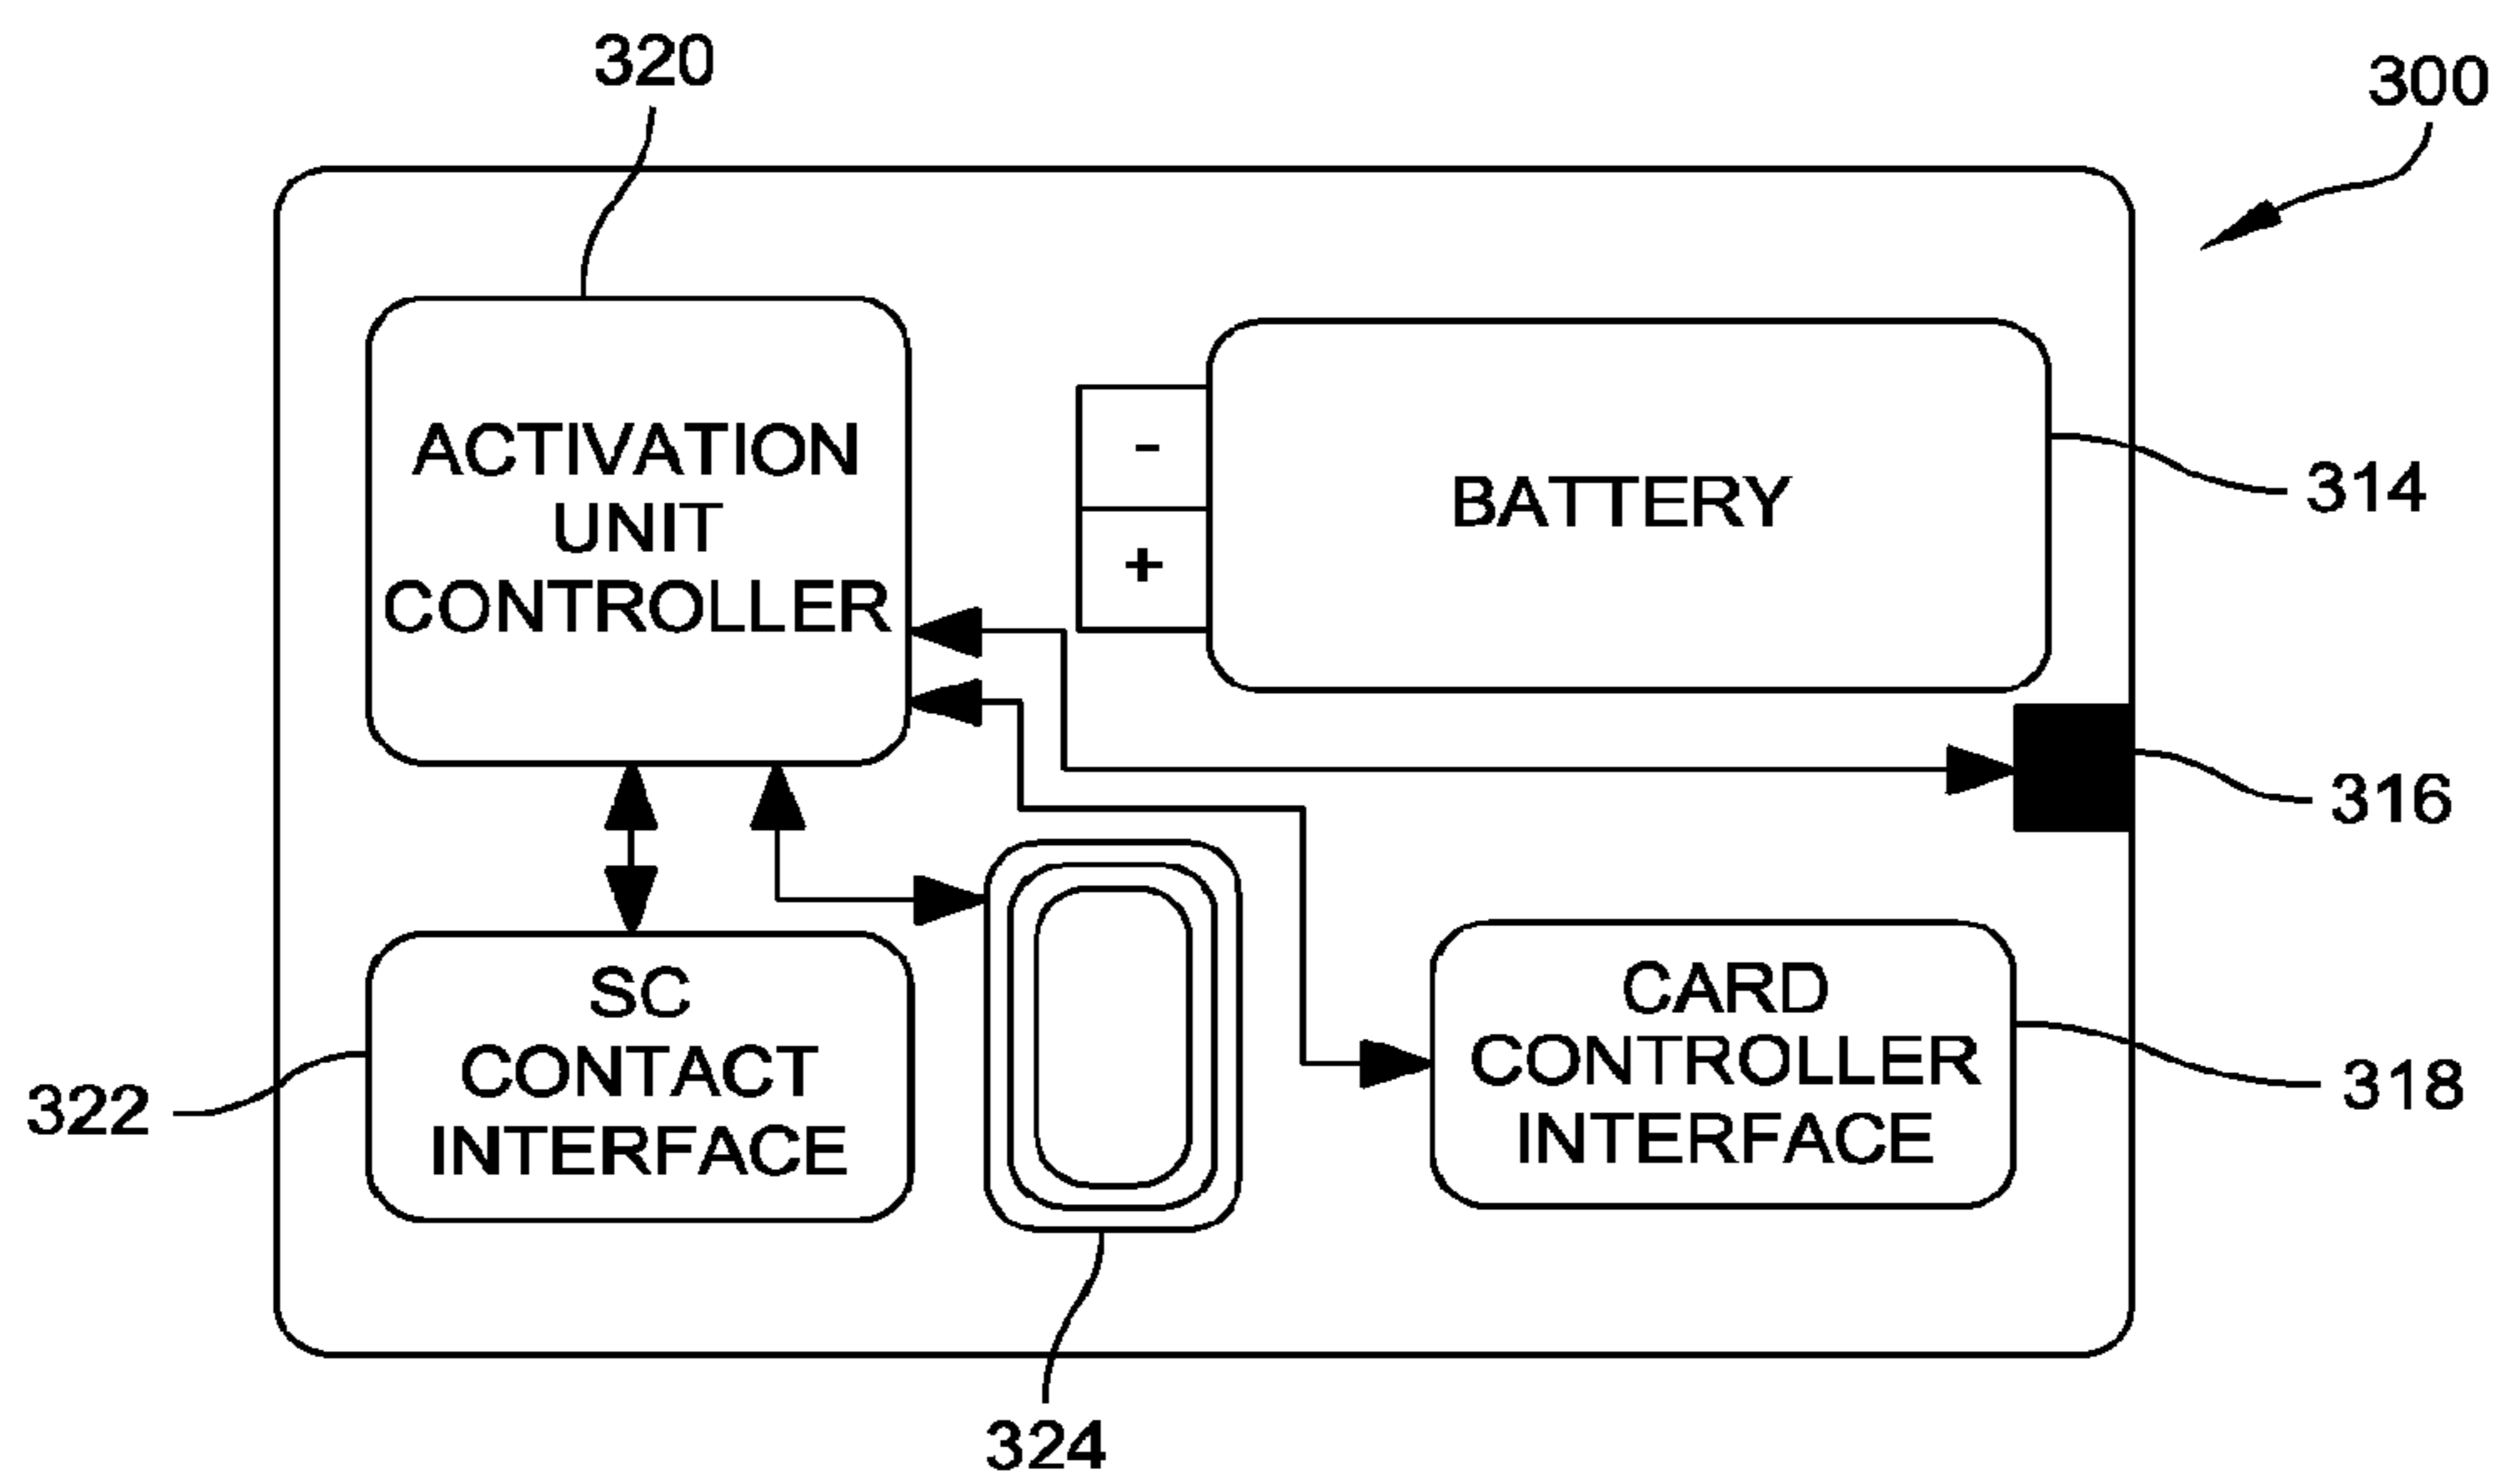 320
300
ACTIVATION
UNIT
CONTROLLER
-
+
BATTERY
314
316
SC
CONTACT
INTERFACE
CARD
CONTROLLER
INTERFACE
322
318
324